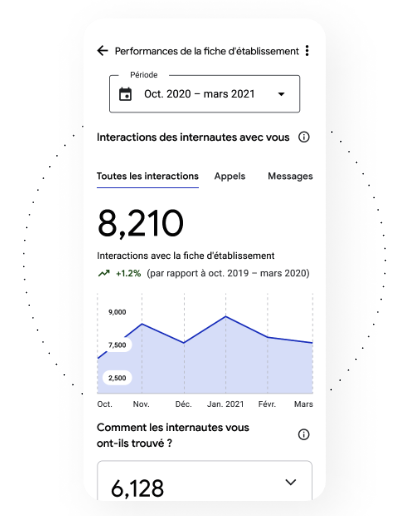 Performances de la fiche d'établissement
Période
Oct. 2020 – mars 2021
Interactions des internautes avec vous
Toutes les interactions Appels Messages
8,210
Interactions avec la fiche d'établissement
+1.2% (par rapport à oct. 2019 – mars 2020)
9,000
7,500
2,500
Oct. Nov. Déc. Jan. 2021 Févr. Mars
Comment les internautes vous
ont-ils trouvé ?
6,128